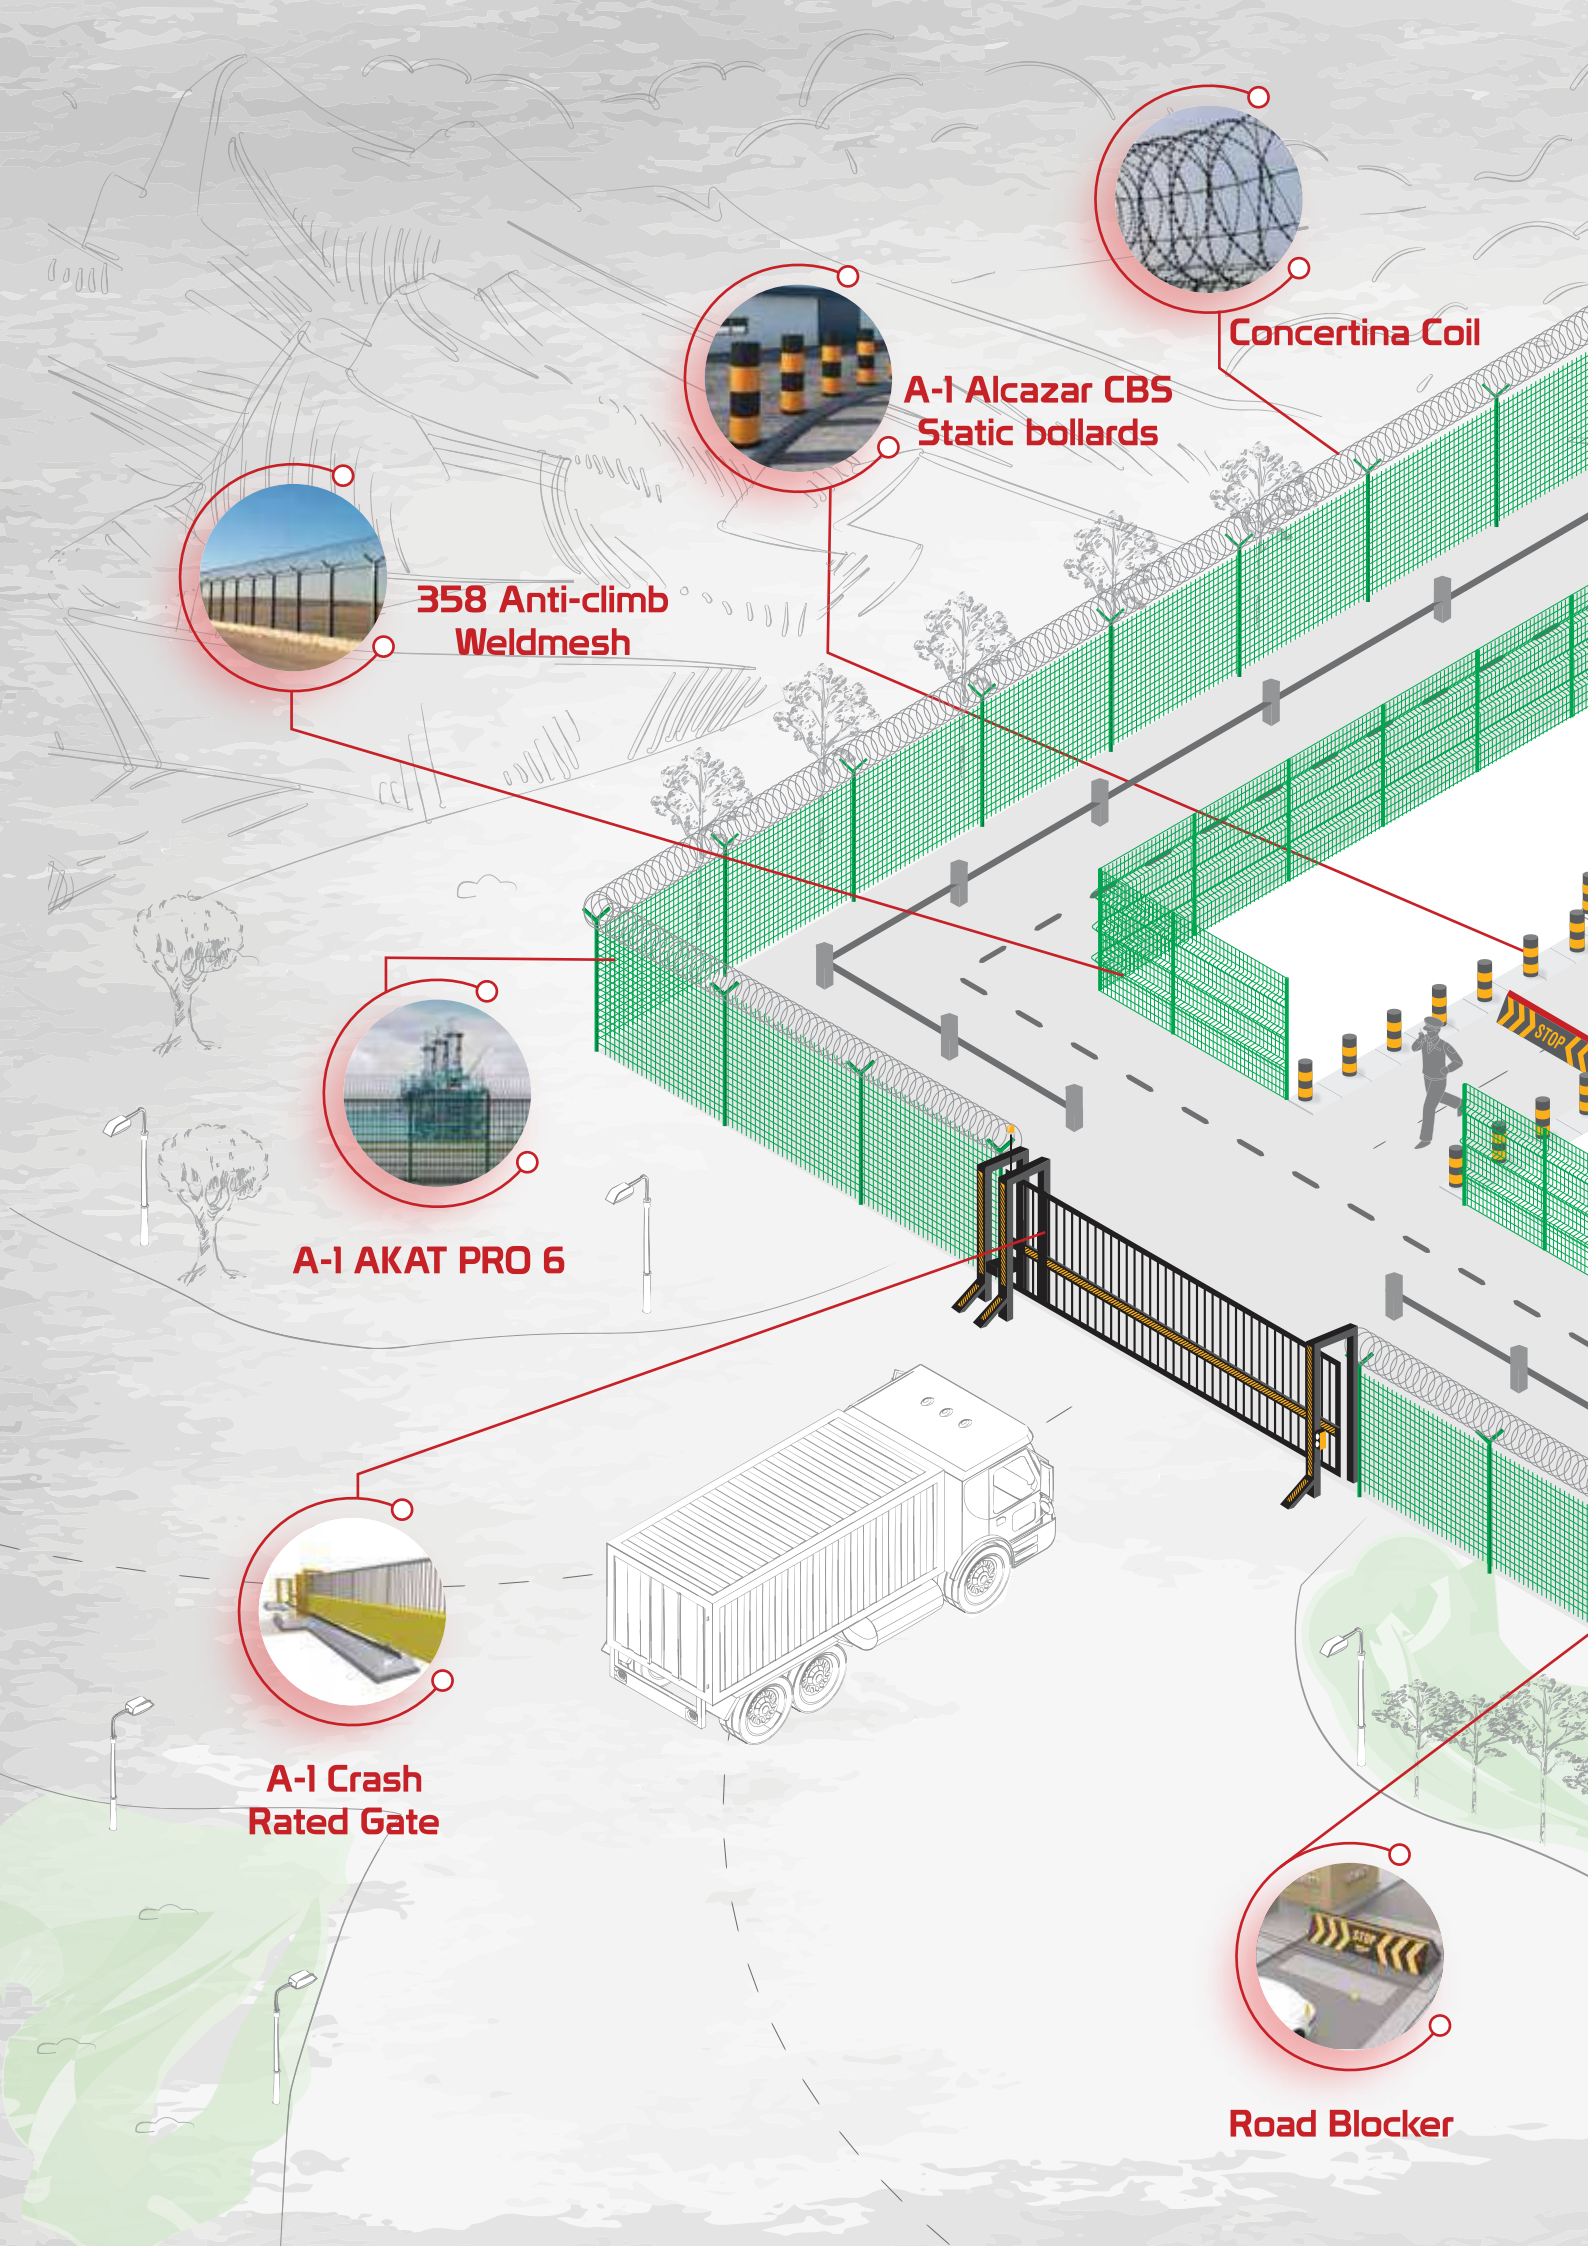 Concertina Coil
A-1 Alcazar CBS
Static bollards
358 Anti-climb
Weldmesh
STOP
A-1 AKAT PRO 6
A-1 Crash
Rated Gate
STOP
Road Blocker